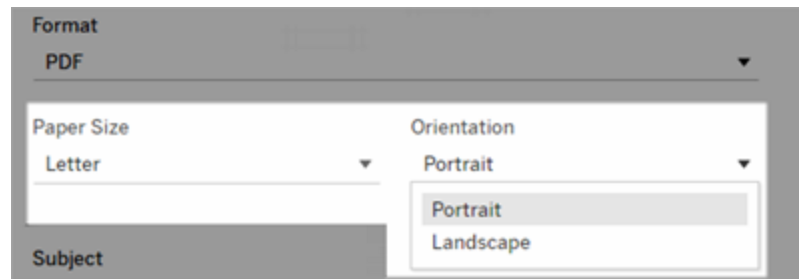 Format
PDF
Paper Size
Letter
Orientation
Portrait
Portrait
Landscape
Subject